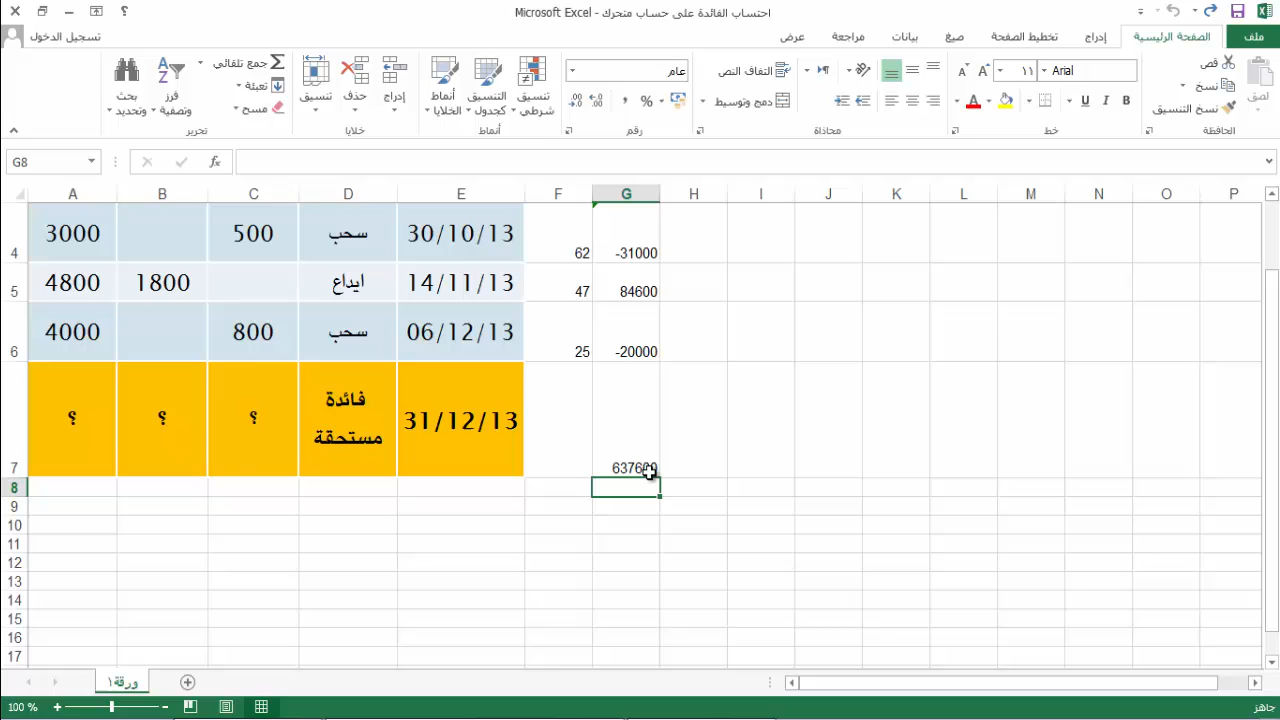 احتساب الفائدة على حساب متحرك - Microsoft Excel
تسجيل الدخول
ملف
الصفحة الرئيسية
إدراج
تخطيط الصفحة
صيغ
بيانات
مراجعة
عرض
لصق
قص
نسخ
نسخ التنسيق
الحافظة
Arial
١١
خط
التفاف النص
دمج وتوسيط
محاذاة
عام
رقم
تنسيق شرطي
التنسيق كجدول
أنماط الخلايا
أنماط
إدراج
حذف
تنسيق
خلايا
جمع تلقائي
تعبئة
مسح
فرز وتصفية
بحث وتحديد
تحرير
G8
fx
A B C D E F G H I J K L M N O P
4 3000 500 سحب 30/10/13 62 -31000
5 4800 1800 ايداع 14/11/13 47 84600
6 4000 800 سحب 06/12/13 25 -20000
7 ؟ ؟ ؟ فائدة مستحقة 31/12/13 637600
8
9
10
11
12
13
14
15
16
17
ورقة١
100 %
جاهز